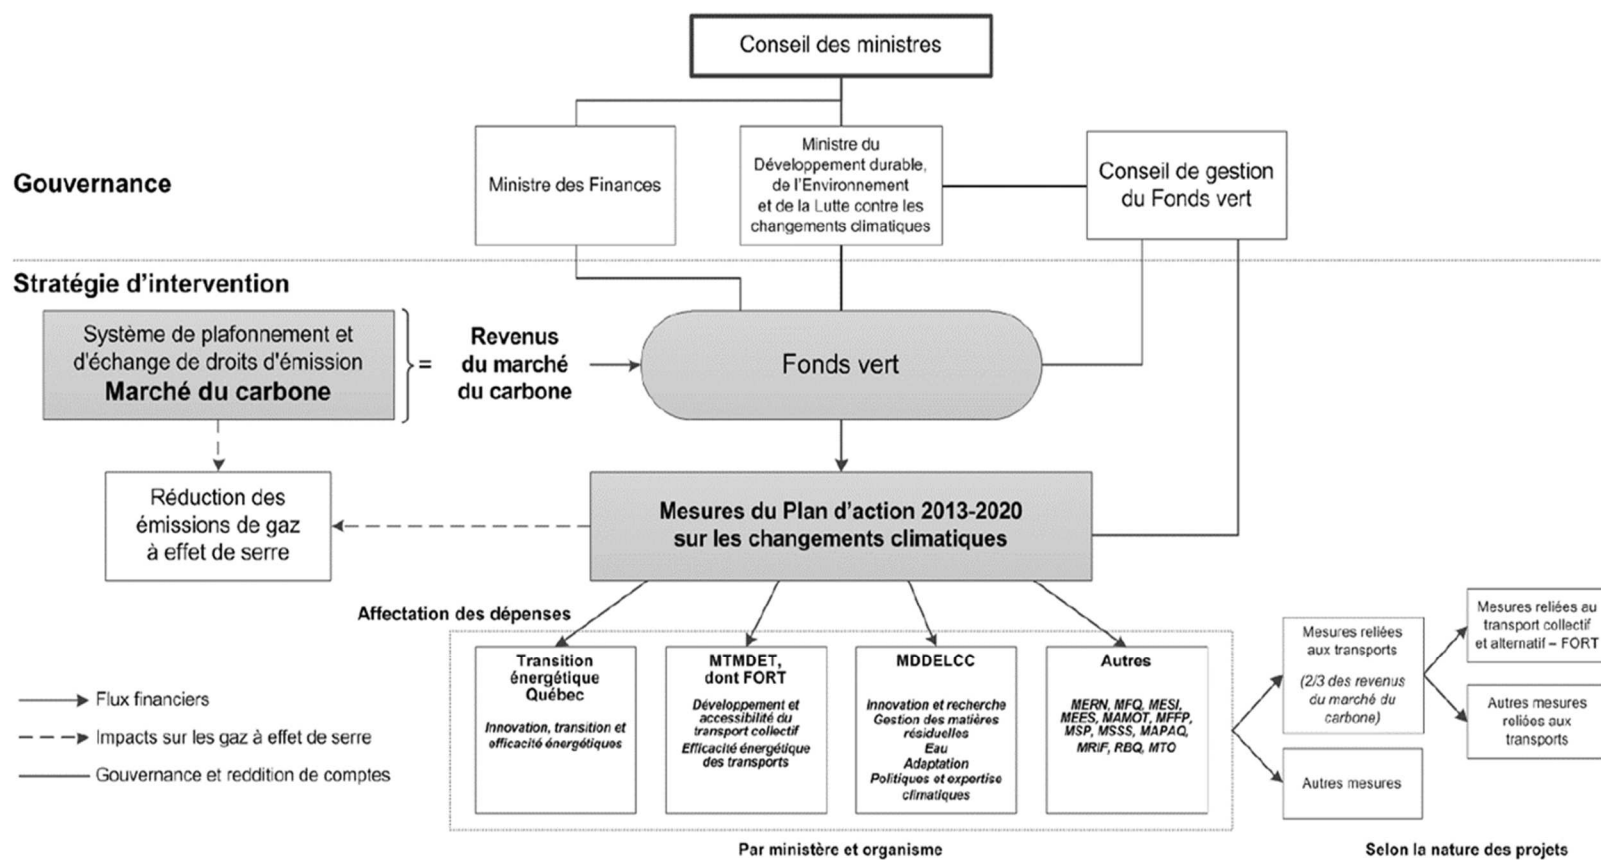 Conseil des ministres
Gouvernance
Ministre des Finances
Ministre du
Développement durable,
de l'Environnement
et de la Lutte contre les
changements climatiques
Conseil de gestion
du Fonds vert
Stratégie d'intervention
Système de plafonnement et
d'échange de droits d'émission
Marché du carbone
=
Revenus
du marché
du carbone
Fonds vert
Réduction des
émissions de gaz
à effet de serre
Mesures du Plan d'action 2013-2020
sur les changements climatiques
Affectation des dépenses
Transition
énergétique
Québec
Innovation, transition et
efficacité énergétiques
MTMDET,
dont FORT
Développement et
accessibilité du
transport collectif
Efficacité énergétique
des transports
MDDELCC
Innovation et recherche
Gestion des matières
résiduelles
Eau
Adaptation
Politiques et expertise
climatiques
Autres
MERN, MFQ, MESI,
MEES, MAMOT, MFFP,
MSP, MSSS, MAPAQ,
MRIF, RBQ, MTO
Mesures reliées
aux transports
(2/3 des revenus
du marché du
carbone)
Autres mesures
Mesures reliées au
transport collectif
et alternatif – FORT
Autres mesures
reliées aux
transports
Flux financiers
Impacts sur les gaz à effet de serre
Gouvernance et reddition de comptes
Par ministère et organisme
Selon la nature des projets